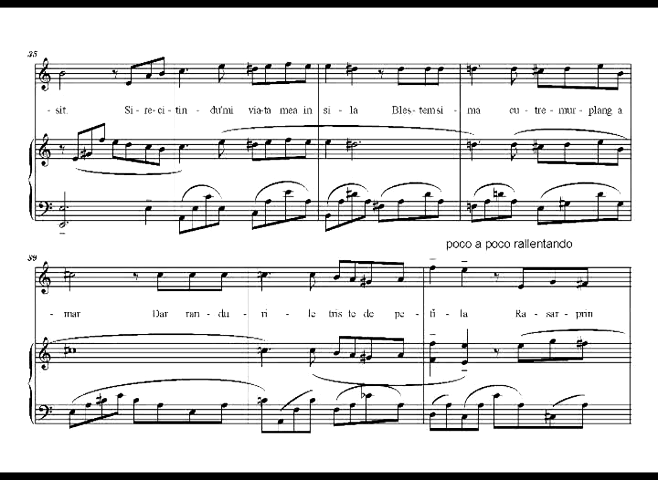 35
- sit. Si-re-ci-tin-du'mi via-ta mea in si-la Bles-tem si-ma cu-tre-mur-plang a
poco a poco rallentando
39
- mar Dar ran-du-ri-le tris te de pe-ti-la Ra-sar-prin